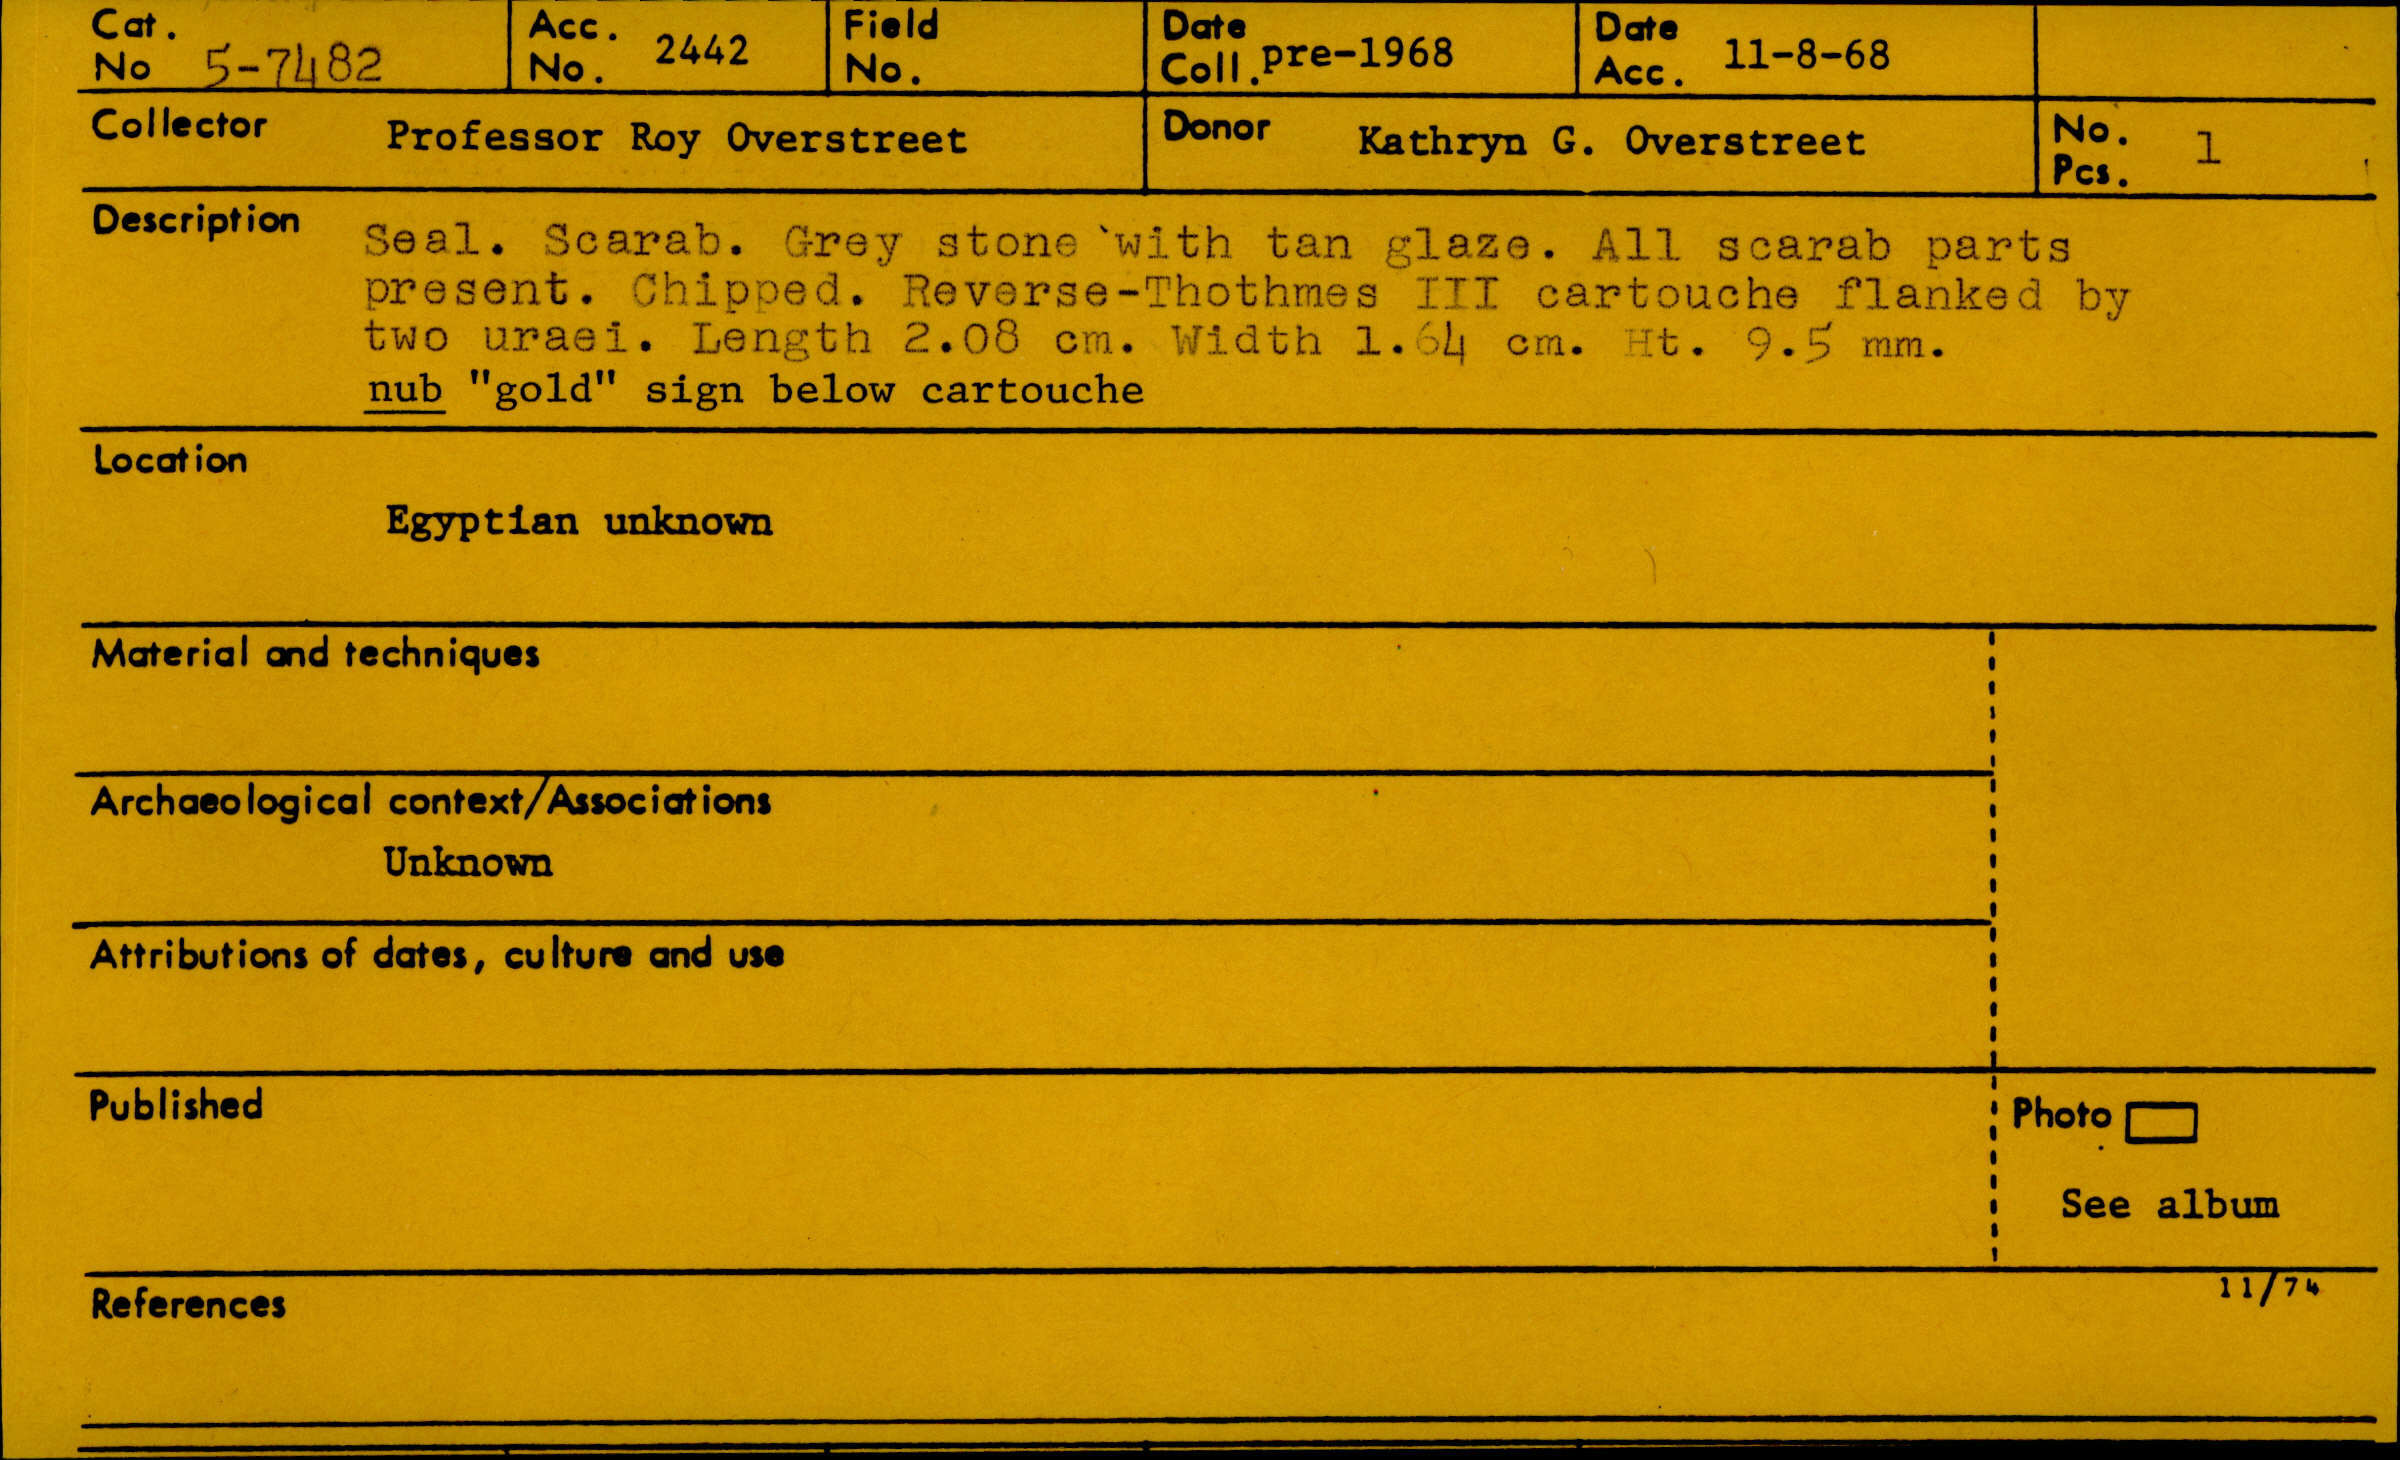 Cat. No 5-7482
Acc. No. 2442
Field No.
Date Coll. pre-1968
Date Acc. 11-8-68
Collector Professor Roy Overstreet
Donor Kathryn G. Overstreet
No. Pcs. 1
Description
Seal. Scarab. Grey stone with tan glaze. All scarab parts
present. Chipped. Reverse-Thothmes III cartouche flanked by
two uraei. Length 2.08 cm. Width 1.64 cm. Ht. 9.5 mm.
nub "gold" sign below cartouche
Location
Egyptian unknown
Material and techniques
Archaeological context/Associations
Unknown
Attributions of dates, culture and use
Published
Photo
See album
References
11/74